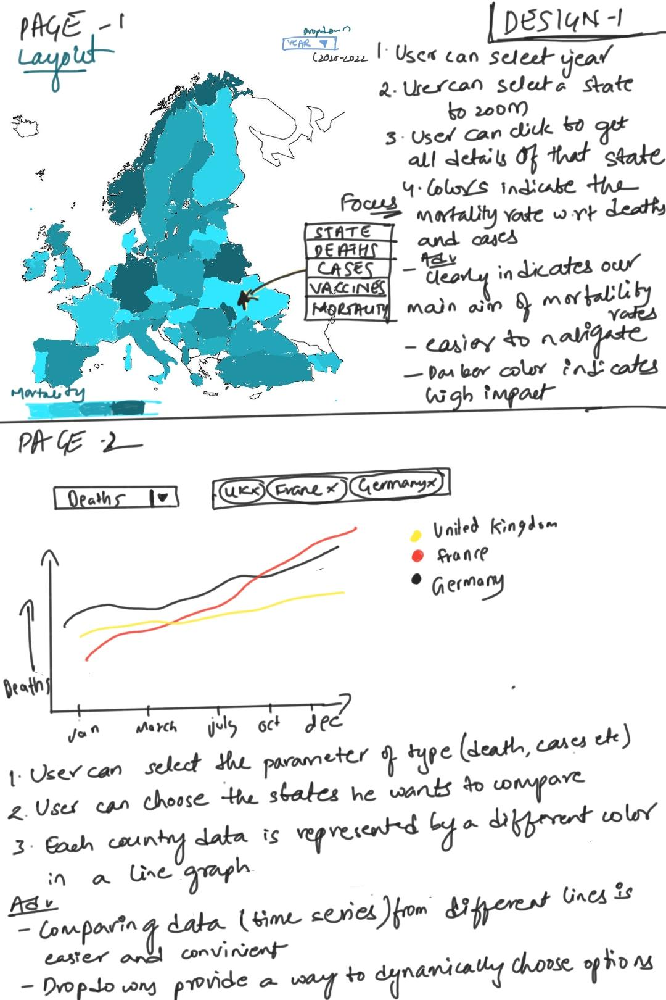 PAGE - 1
Layout
Dropdown
YEAR
(2020-2022
DESIGN-1
1. User can select year
2. User can select a state
to zoom
3. User can click to get
all details Of that state
4. Colors indicate the
mortality rate w.r.t deaths
and cases
Adv
- Clearly indicates our
main aim of mortality
rates
- easier to navigate
- Darker color indicates
high impact
Focus
STATE
DEATHS
CASES
VACCINES
MORTALITY
Mortality
PAGE -2
Deaths
UK x France x Germany x
United Kingdom
france
Germany
Deaths
Jan March july oct dec
1. User can select the parameter of type (death, cases etc)
2. User can choose the states he wants to compare
3. Each country data is represented by a different color
in a line graph
Adv
- Comparing data (time series) from different lines is
easier and convinient
- Dropdowns provide a way to dynamically choose options